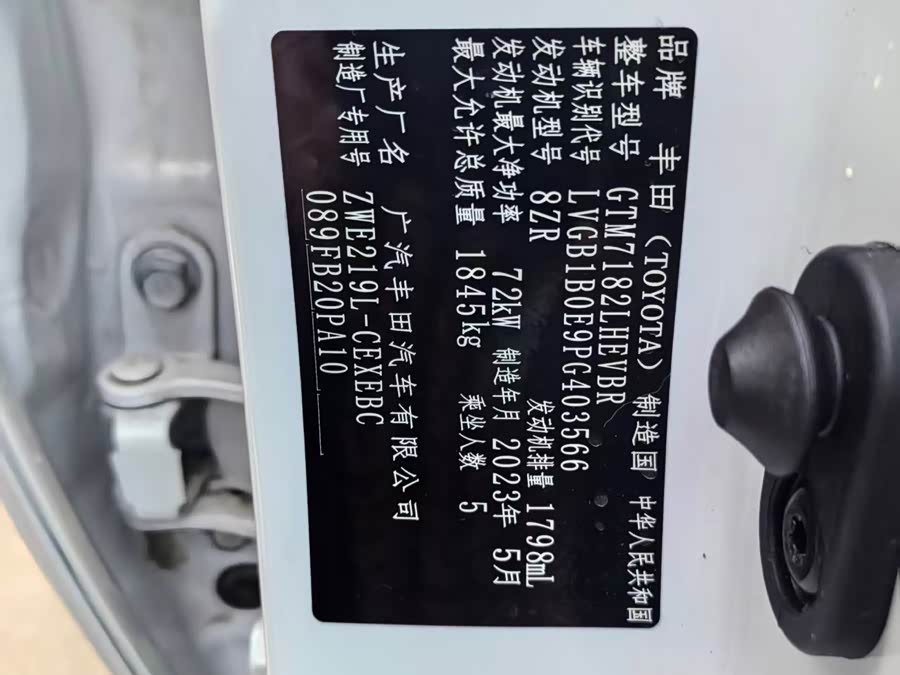 品牌 丰田(TOYOTA) 制造国 中华人民共和国
整车型号 GTM7182LHEVBR
车辆识别代号 LVGB1B0E9PG403566
发动机型号 8ZR 发动机排量 1798mL
发动机最大净功率 72kW 制造年月 2023年 5月
最大允许总质量 1845kg 乘坐人数 5
生产厂名 广汽丰田汽车有限公司
制造厂专用号 ZWE219L-CEXEBC
089FB20PA10